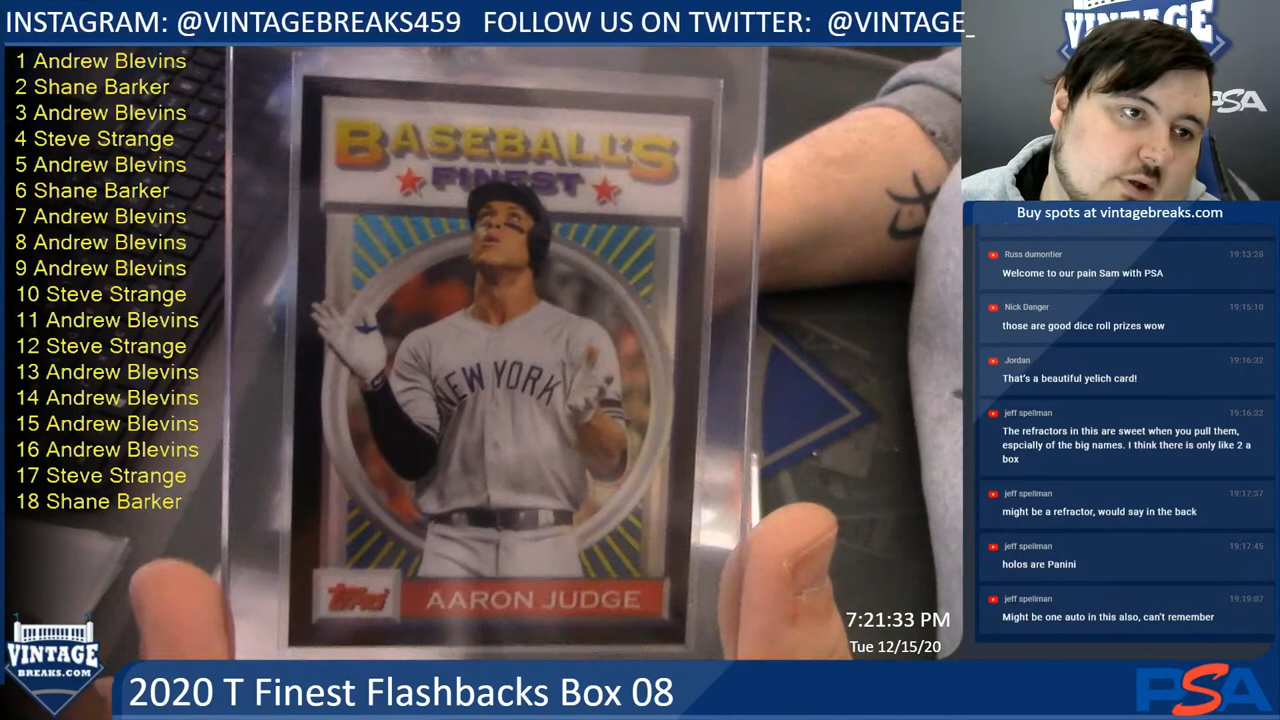 INSTAGRAM: @VINTAGEBREAKS459 FOLLOW US ON TWITTER: @VINTAGE_
1 Andrew Blevins
2 Shane Barker
3 Andrew Blevins
4 Steve Strange
5 Andrew Blevins
6 Shane Barker
7 Andrew Blevins
8 Andrew Blevins
9 Andrew Blevins
10 Steve Strange
11 Andrew Blevins
12 Steve Strange
13 Andrew Blevins
14 Andrew Blevins
15 Andrew Blevins
16 Andrew Blevins
17 Steve Strange
18 Shane Barker
BASEBALL'S
FINEST
NEW YORK
Topps
AARON JUDGE
VINTAGE
PSA
Buy spots at vintagebreaks.com
Russ dumontier 19:13:28
Welcome to our pain Sam with PSA
Nick Danger 19:15:10
those are good dice roll prizes wow
Jordan 19:16:32
That's a beautiful yelich card!
jeff spellman 19:16:32
The refractors in this are sweet when you pull them,
espcially of the big names. I think there is only like 2 a
box
jeff spellman 19:17:37
might be a refractor, would say in the back
jeff spellman 19:17:45
holos are Panini
jeff spellman 19:19:07
Might be one auto in this also, can't remember
7:21:33 PM
Tue 12/15/20
VINTAGE
BREAKS.COM
2020 T Finest Flashbacks Box 08
PSA